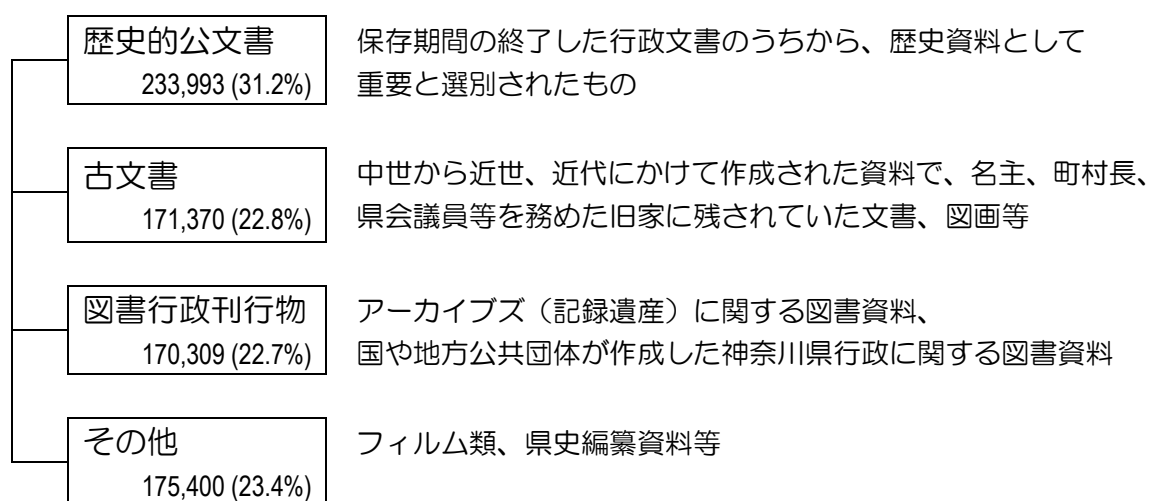 歴史的公文書
233,993 (31.2%)
保存期間の終了した行政文書のうちから、歴史資料として
重要と選別されたもの
古文書
171,370 (22.8%)
中世から近世、近代にかけて作成された資料で、名主、町村長、
県会議員等を務めた旧家に残されていた文書、図画等
図書行政刊行物
170,309 (22.7%)
アーカイブズ（記録遺産）に関する図書資料、
国や地方公共団体が作成した神奈川県行政に関する図書資料
その他
175,400 (23.4%)
フィルム類、県史編纂資料等